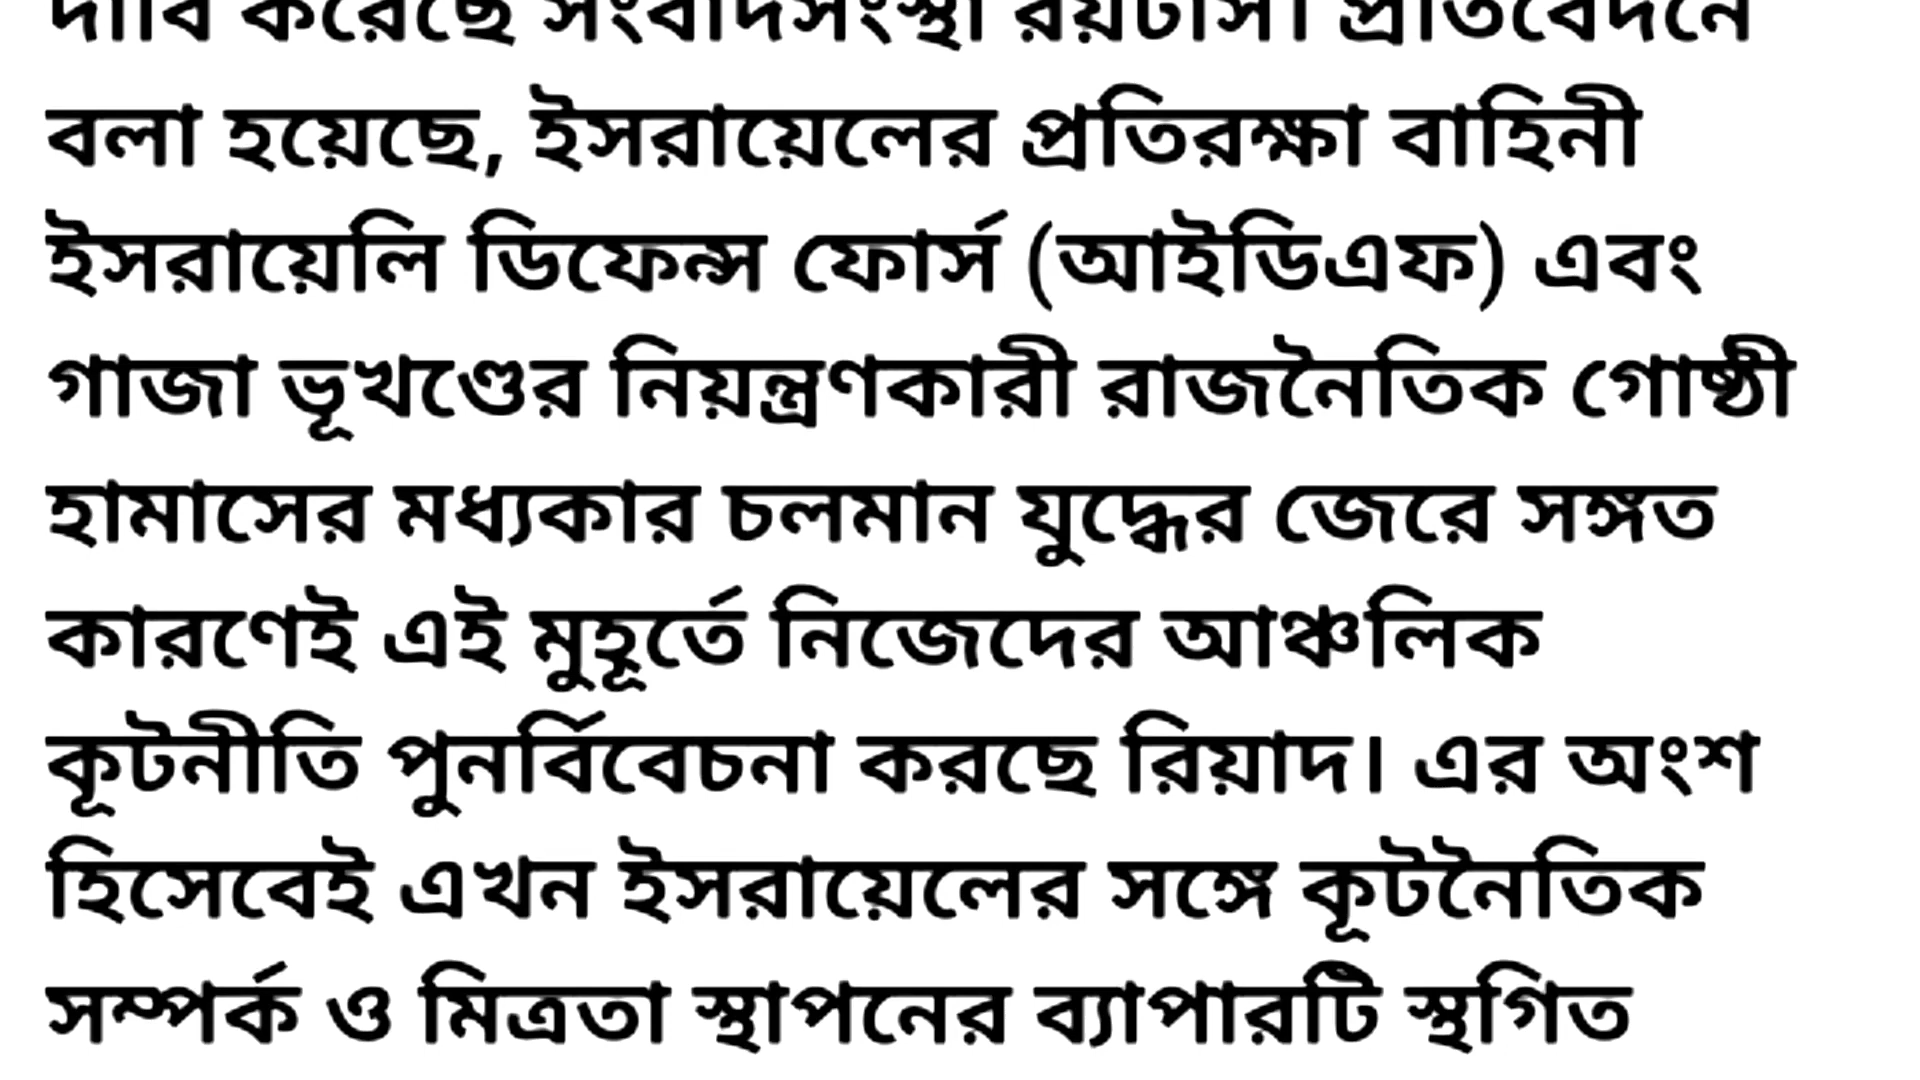 দাবি করেছে সংবাদসংস্থা রয়টার্স। প্রতিবেদনে
বলা হয়েছে, ইসরায়েলের প্রতিরক্ষা বাহিনী
ইসরায়েলি ডিফেন্স ফোর্স (আইডিএফ) এবং
গাজা ভূখণ্ডের নিয়ন্ত্রণকারী রাজনৈতিক গোষ্ঠী
হামাসের মধ্যকার চলমান যুদ্ধের জেরে সঙ্গত
কারণেই এই মুহূর্তে নিজেদের আঞ্চলিক
কূটনীতি পুনর্বিবেচনা করছে রিয়াদ। এর অংশ
হিসেবেই এখন ইসরায়েলের সঙ্গে কূটনৈতিক
সম্পর্ক ও মিত্রতা স্থাপনের ব্যাপারটি স্থগিত